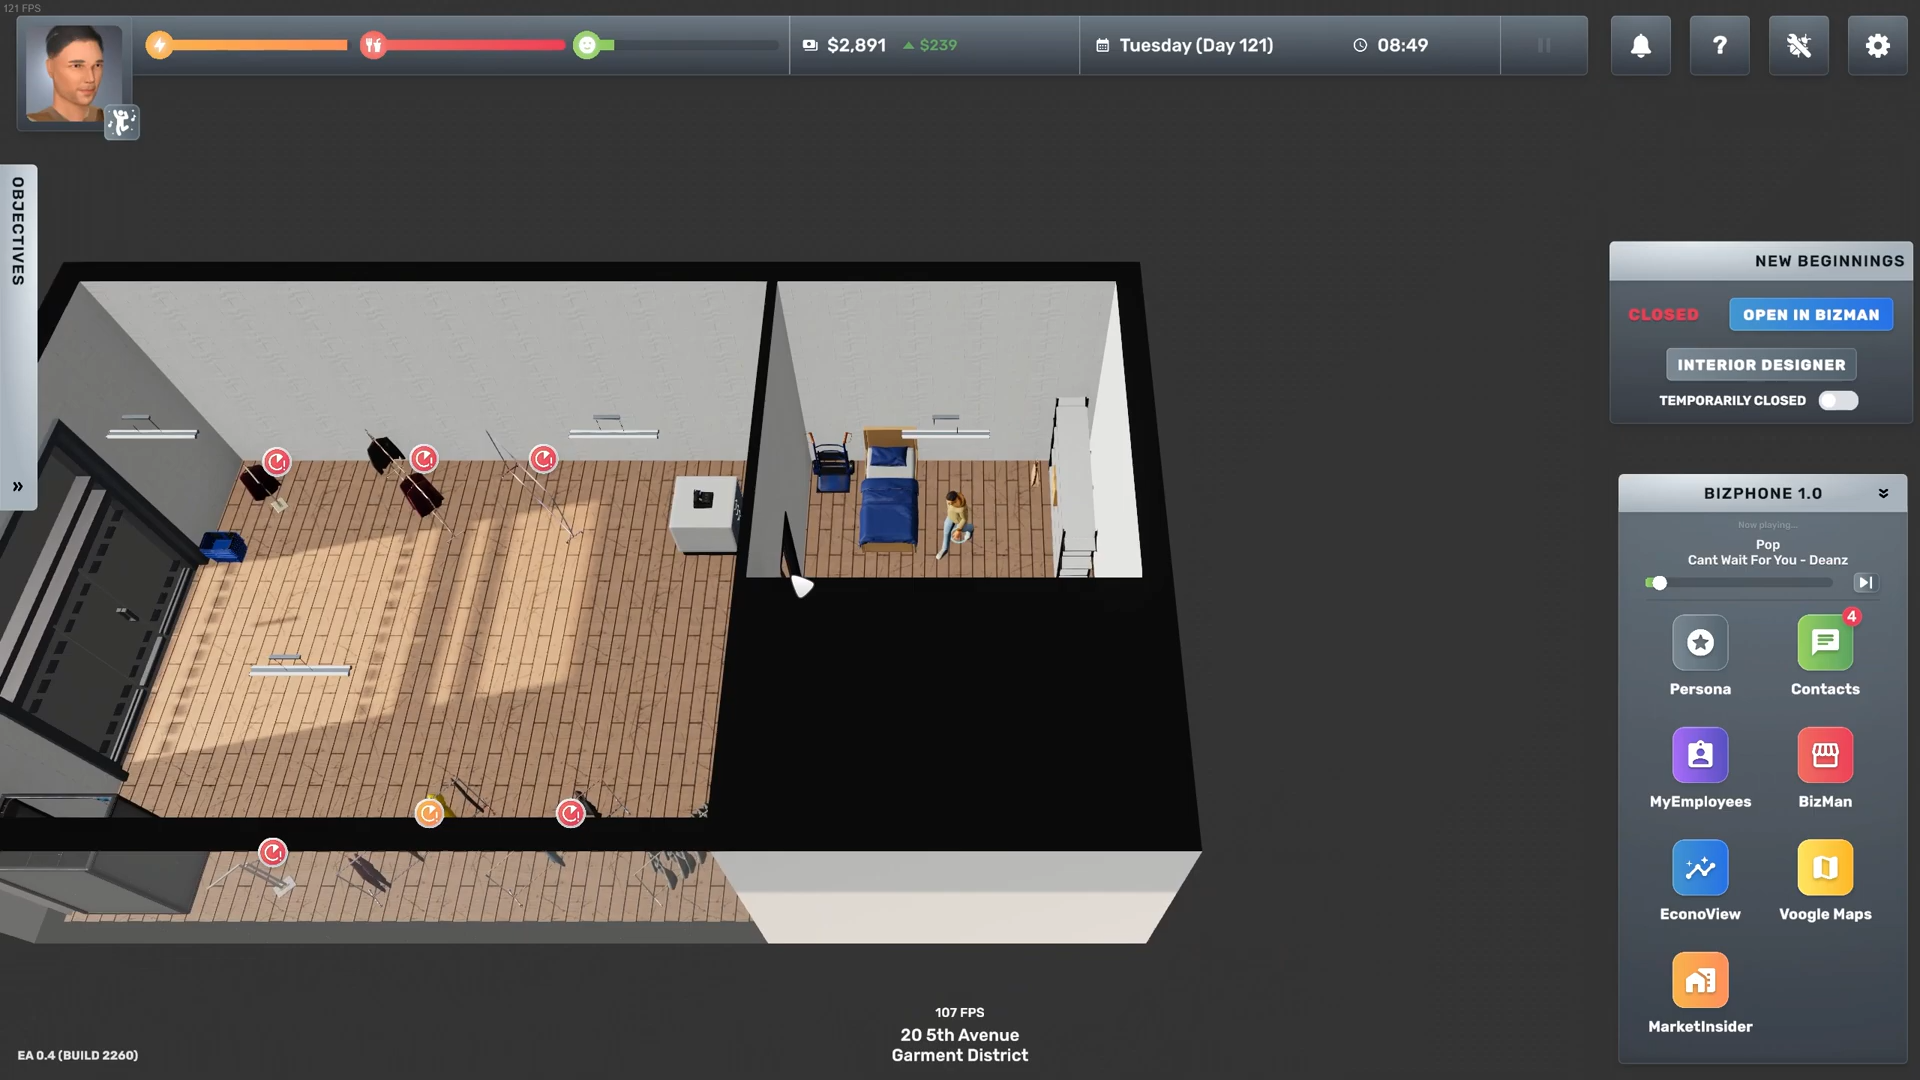 121 FPS
$2,891
$239
Tuesday (Day 121)
08:49
?
OBJECTIVES
»
NEW BEGINNINGS
CLOSED
OPEN IN BIZMAN
INTERIOR DESIGNER
TEMPORARILY CLOSED
BIZPHONE 1.0
Now playing...
Pop
Cant Wait For You - Deanz
4
Persona
Contacts
MyEmployees
BizMan
EconoView
Voogle Maps
MarketInsider
107 FPS
20 5th Avenue
Garment District
EA 0.4 (BUILD 2260)